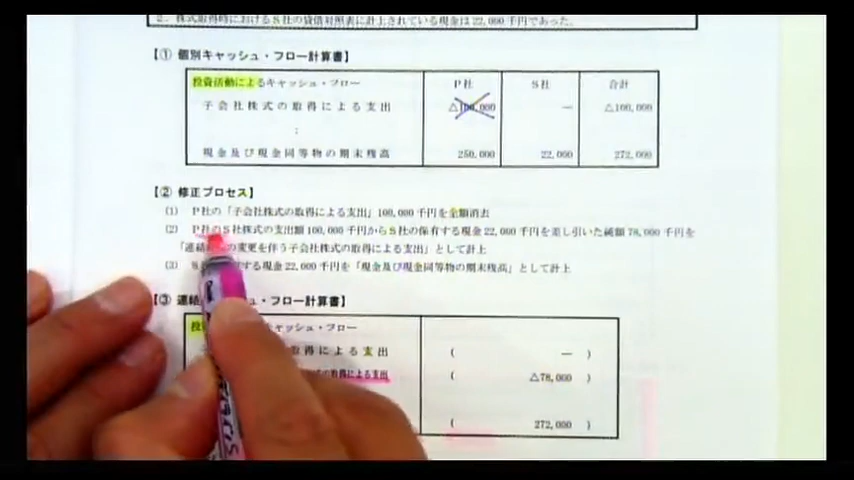 2. 株式取得時におけるS社の貸借対照表に計上されている現金は22,000千円であった。
【① 個別キャッシュ・フロー計算書】
投資活動によるキャッシュ・フロー P社 S社 合計
子会社株式の取得による支出 △100,000 — △100,000
：
現金及び現金同等物の期末残高 250,000 22,000 272,000
【② 修正プロセス】
(1) P社の「子会社株式の取得による支出」100,000千円を全額消去
(2) P社のS社株式の支出額100,000千円からS社の保有する現金22,000千円を差し引いた純額78,000千円を
「連結 の変更を伴う子会社株式の取得による支出」として計上
(3) する現金22,000千円を「現金及び現金同等物の期末残高」として計上
【③ 連結 シュ・フロー計算書】
投 キャッシュ・フロー
取得による支出 ( — )
の取得による支出 ( △78,000 )
( 272,000 )